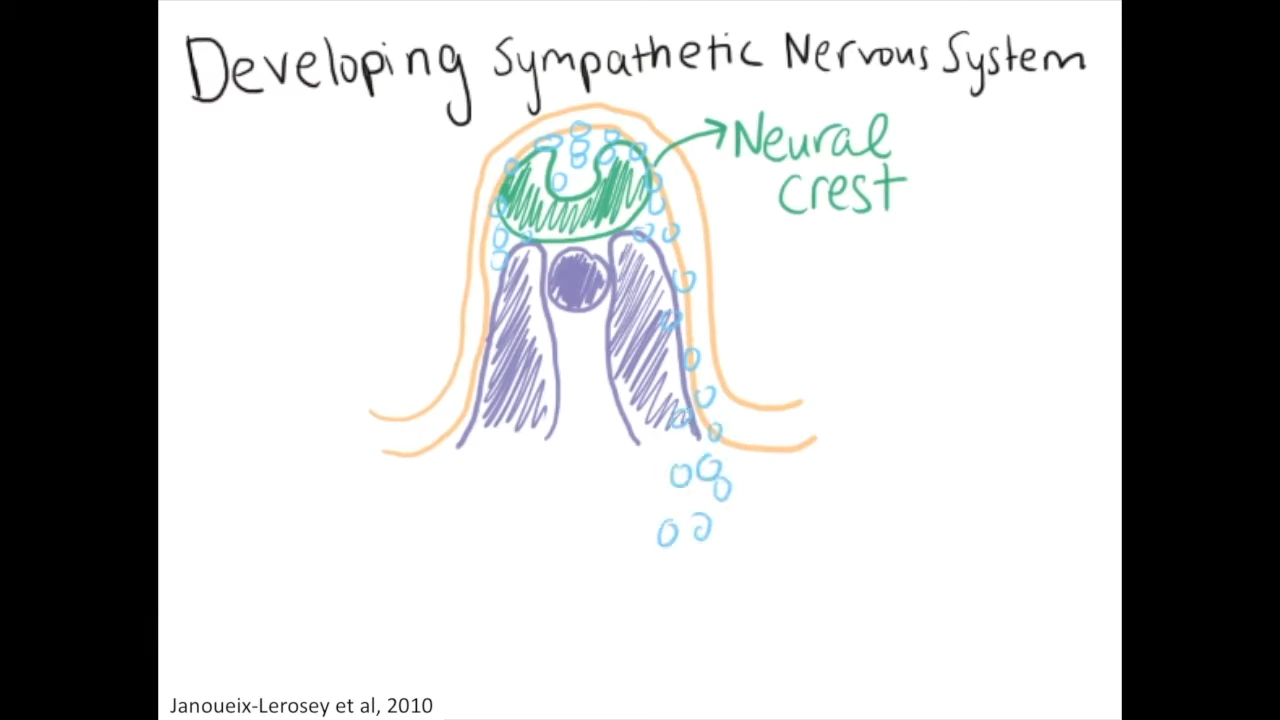 Developing Sympathetic Nervous System
Neural
crest
Janoueix-Lerosey et al, 2010